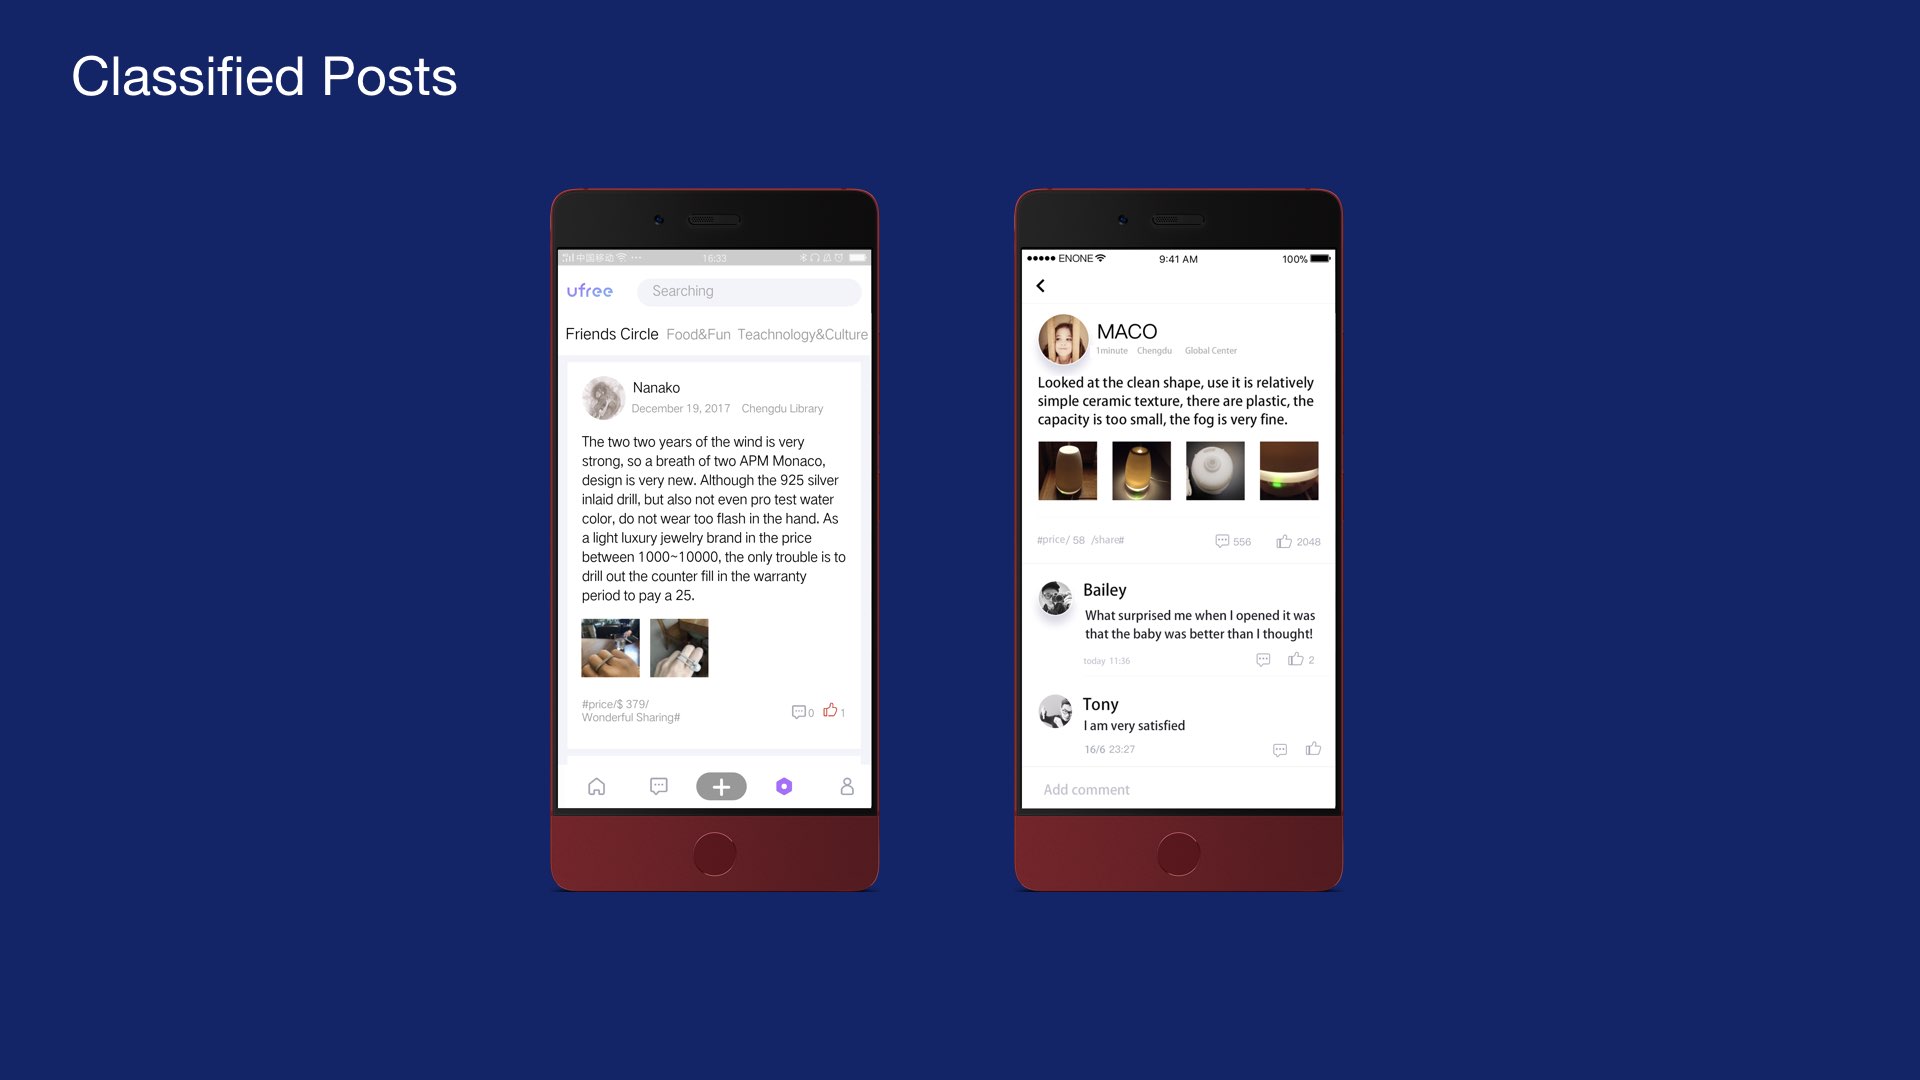 Classified Posts
中国移动 ··· 16:33
ufree Searching
Friends Circle Food&Fun Teachnology&Culture
Nanako
December 19, 2017 Chengdu Library
The two two years of the wind is very
strong, so a breath of two APM Monaco,
design is very new. Although the 925 silver
inlaid drill, but also not even pro test water
color, do not wear too flash in the hand. As
a light luxury jewelry brand in the price
between 1000~10000, the only trouble is to
drill out the counter fill in the warranty
period to pay a 25.
#price/$ 379/
Wonderful Sharing#
0 1
ENONE 9:41 AM 100%
MACO
1minute Chengdu Global Center
Looked at the clean shape, use it is relatively
simple ceramic texture, there are plastic, the
capacity is too small, the fog is very fine.
#price/ 58 /share# 556 2048
Bailey
What surprised me when I opened it was
that the baby was better than I thought!
today 11:36 2
Tony
I am very satisfied
16/6 23:27
Add comment